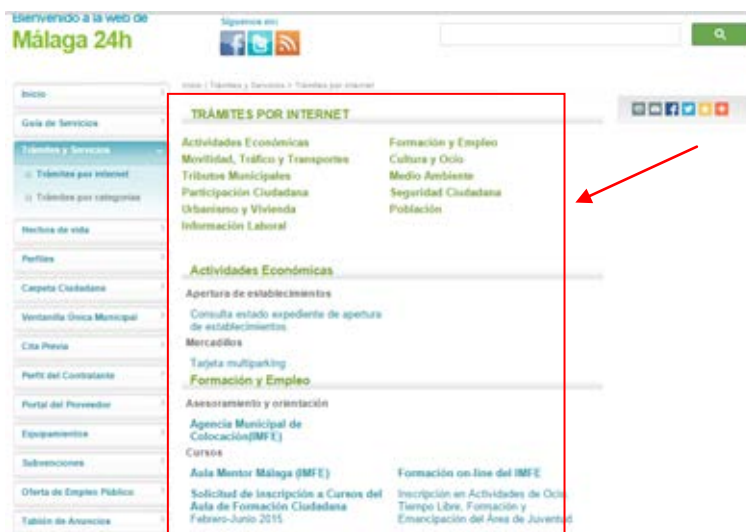 Bienvenido a la web de
Málaga 24h
Síguenos en:
Inicio / Trámites y Servicios > Trámites por internet
Inicio
Guía de Servicios
Trámites y Servicios
Trámites por internet
Trámites por categorías
Hechos de vida
Perfiles
Carpeta Ciudadana
Ventanilla Única Municipal
Cita Previa
Perfil del Contratante
Portal del Proveedor
Equipamientos
Subvenciones
Oferta de Empleo Público
Tablón de Anuncios
TRÁMITES POR INTERNET
Actividades Económicas
Movilidad, Tráfico y Transportes
Tributos Municipales
Participación Ciudadana
Urbanismo y Vivienda
Información Laboral
Formación y Empleo
Cultura y Ocio
Medio Ambiente
Seguridad Ciudadana
Población
Actividades Económicas
Apertura de establecimientos
Consulta estado expediente de apertura
de establecimientos
Mercadillos
Tarjeta multiparking
Formación y Empleo
Asesoramiento y orientación
Agencia Municipal de
Colocación(IMFE)
Cursos
Aula Mentor Málaga (IMFE)
Solicitud de Inscripción a Cursos del
Aula de Formación Ciudadana
Febrero-Junio 2015
Formación on-line del IMFE
Inscripción en Actividades de Ocio,
Tiempo Libre, Formación y
Emancipación del Área de Juventud